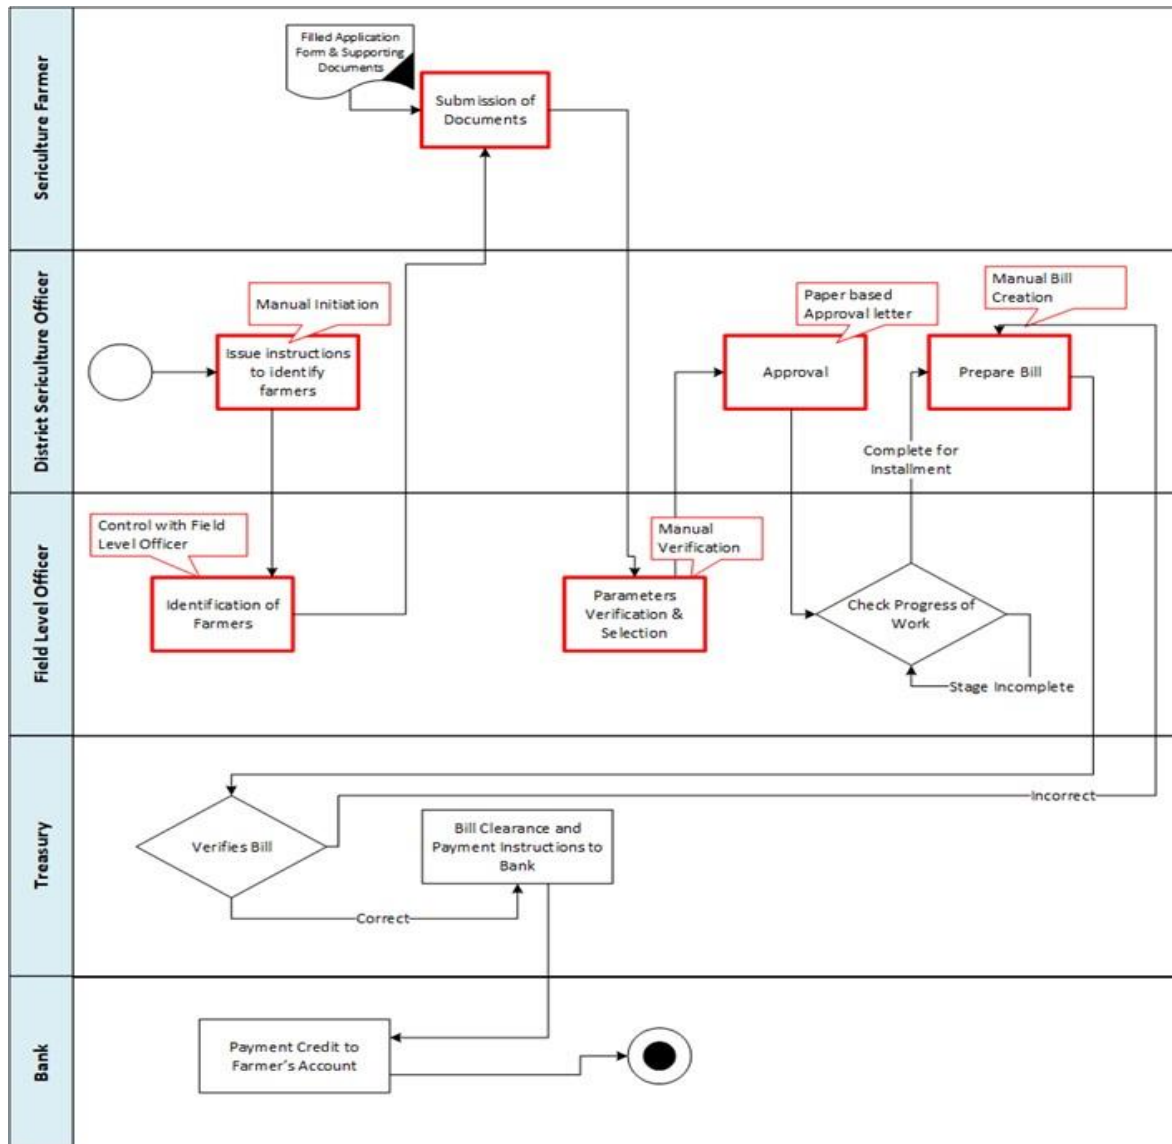 Sericulture Farmer
Filled Application
Form & Supporting
Documents
Submission of
Documents
District Sericulture Officer
Manual Initiation
Issue instructions
to identify
farmers
Paper based
Approval letter
Approval
Manual Bill
Creation
Prepare Bill
Complete for
Installment
Field Level Officer
Control with Field
Level Officer
Identification of
Farmers
Manual
Verification
Parameters
Verification &
Selection
Check Progress of
Work
Stage Incomplete
Treasury
Verifies Bill
Incorrect
Correct
Bill Clearance and
Payment Instructions to
Bank
Bank
Payment Credit to
Farmer's Account